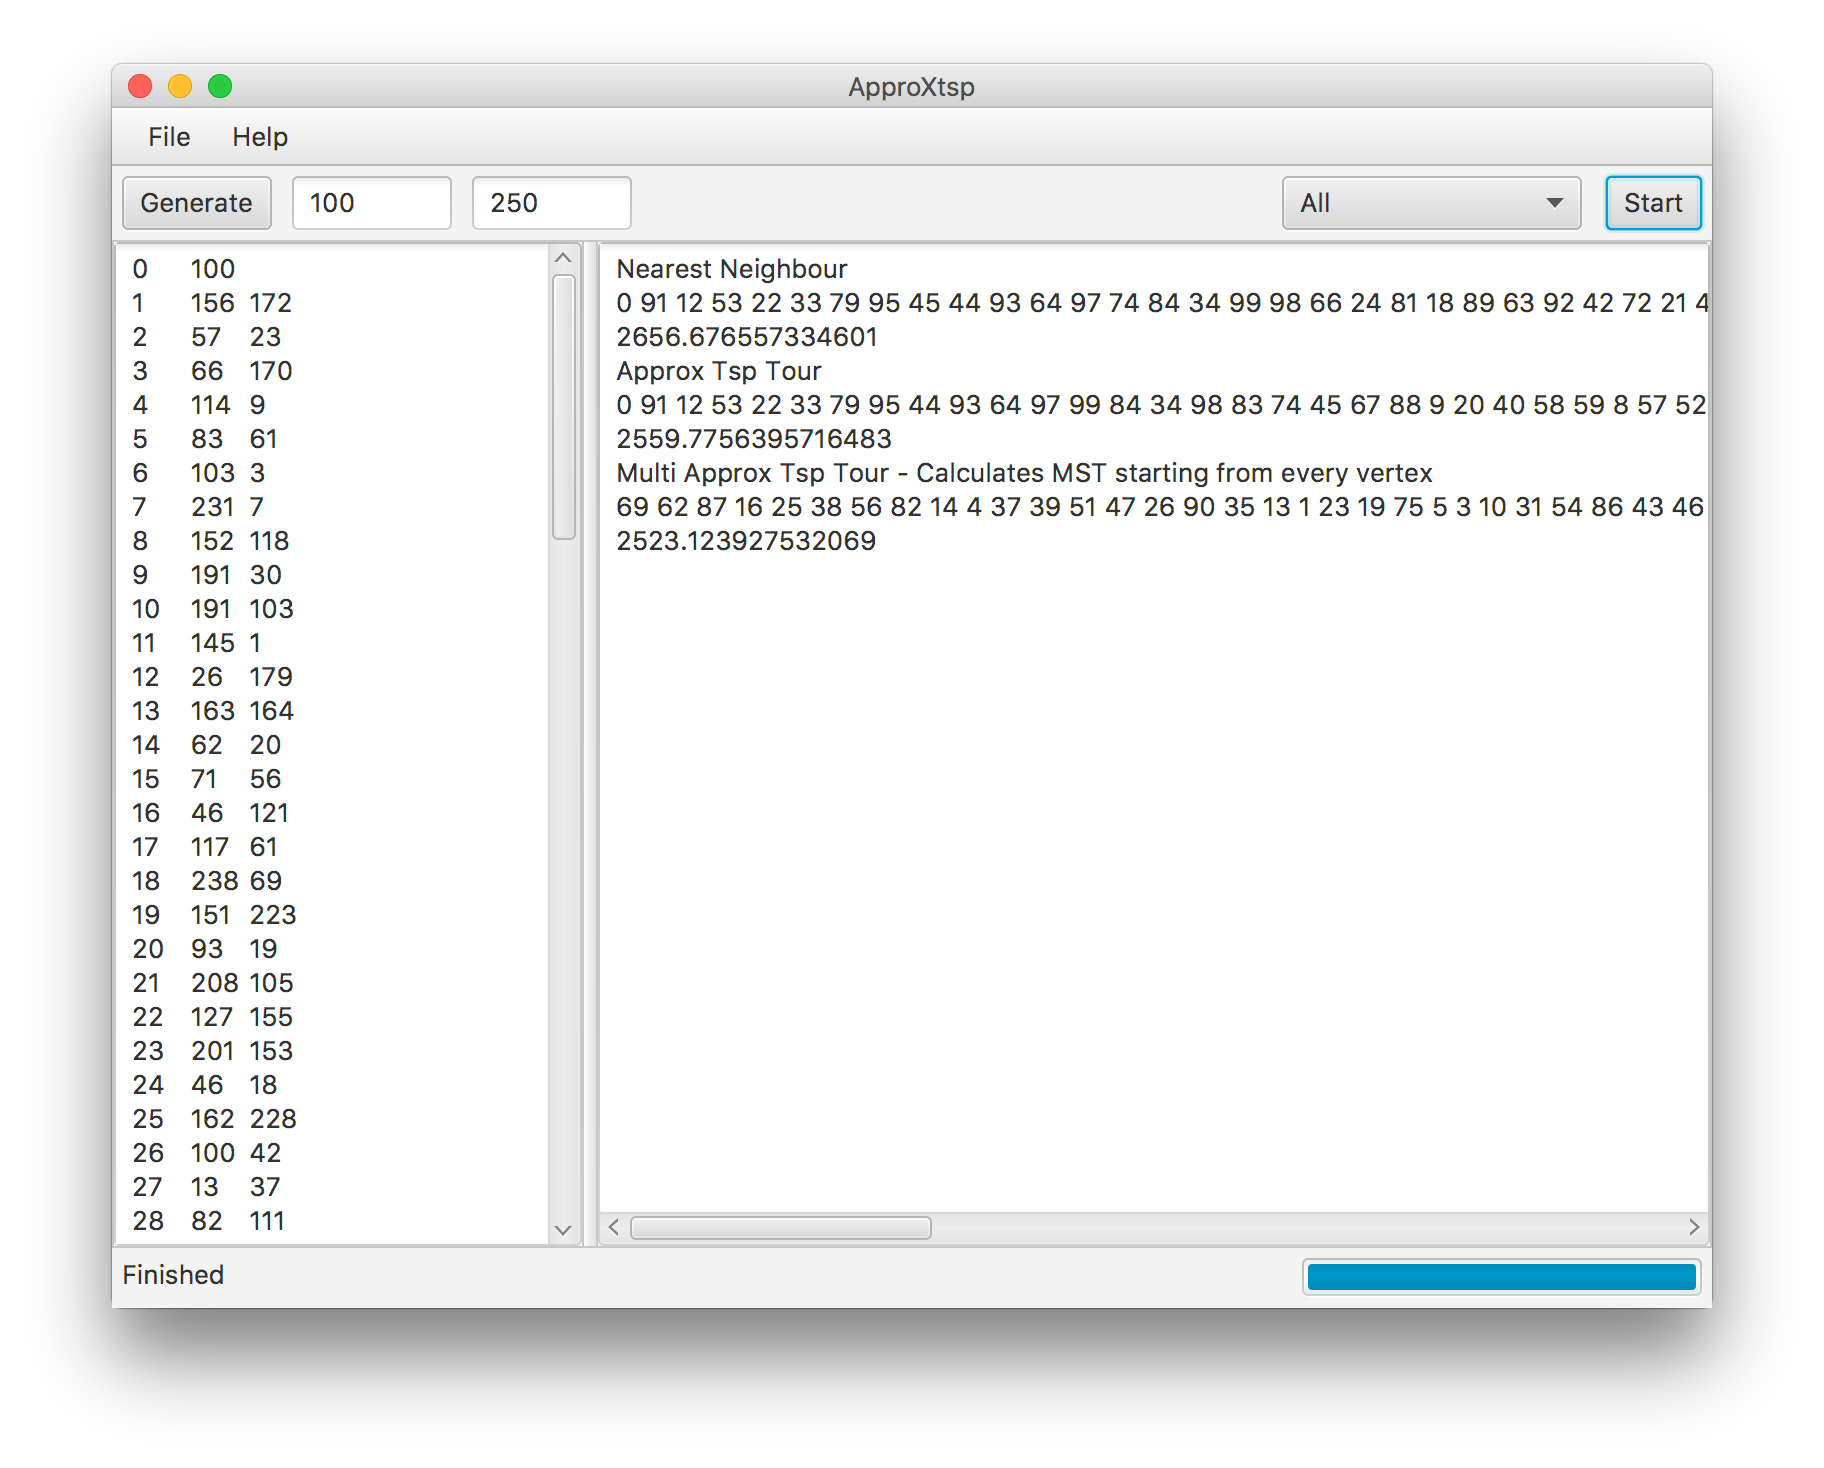 ApproXtsp
File Help
Generate 100 250 All Start
0 100
1 156 172
2 57 23
3 66 170
4 114 9
5 83 61
6 103 3
7 231 7
8 152 118
9 191 30
10 191 103
11 145 1
12 26 179
13 163 164
14 62 20
15 71 56
16 46 121
17 117 61
18 238 69
19 151 223
20 93 19
21 208 105
22 127 155
23 201 153
24 46 18
25 162 228
26 100 42
27 13 37
28 82 111
Nearest Neighbour
0 91 12 53 22 33 79 95 45 44 93 64 97 74 84 34 99 98 66 24 81 18 89 63 92 42 72 21 4
2656.676557334601
Approx Tsp Tour
0 91 12 53 22 33 79 95 44 93 64 97 99 84 34 98 83 74 45 67 88 9 20 40 58 59 8 57 52
2559.7756395716483
Multi Approx Tsp Tour - Calculates MST starting from every vertex
69 62 87 16 25 38 56 82 14 4 37 39 51 47 26 90 35 13 1 23 19 75 5 3 10 31 54 86 43 46
2523.123927532069
Finished